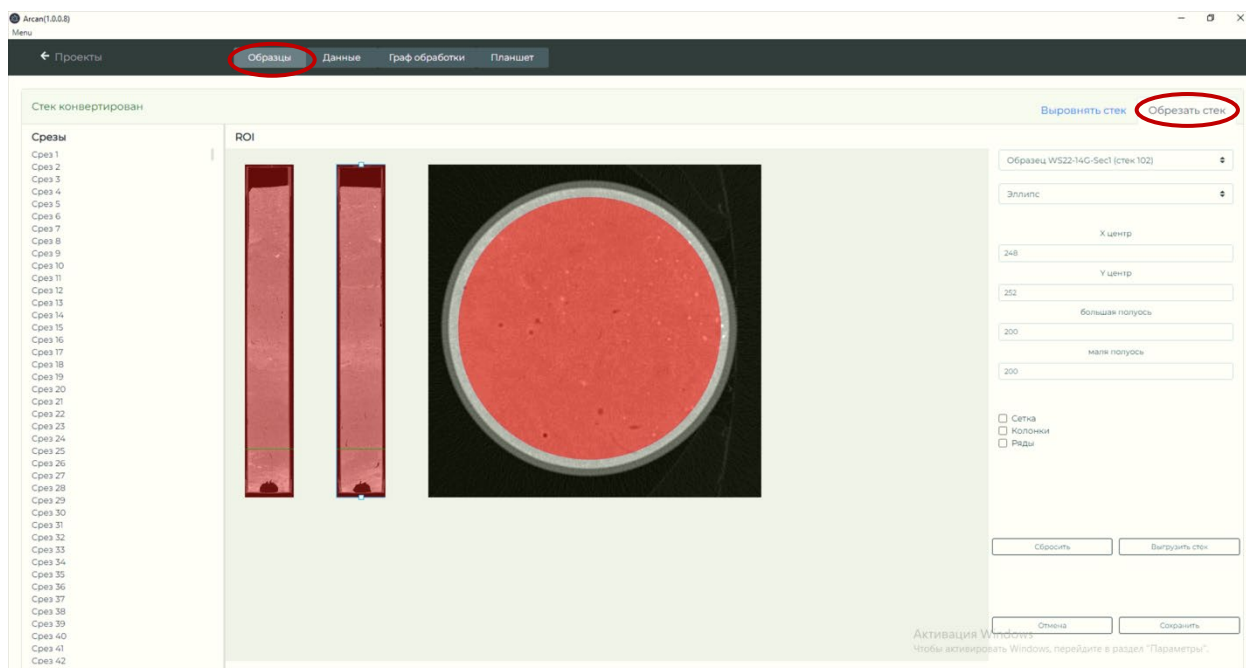 Arcan(1.0.0.8)
Menu
Проекты
Образцы Данные Граф обработки Планшет
Стек конвертирован
Выровнять стек Обрезать стек
Срезы
ROI
Срез 1
Срез 2
Срез 3
Срез 4
Срез 5
Срез 6
Срез 7
Срез 8
Срез 9
Срез 10
Срез 11
Срез 12
Срез 13
Срез 14
Срез 15
Срез 16
Срез 17
Срез 18
Срез 19
Срез 20
Срез 21
Срез 22
Срез 23
Срез 24
Срез 25
Срез 26
Срез 27
Срез 28
Срез 29
Срез 30
Срез 31
Срез 32
Срез 33
Срез 34
Срез 35
Срез 36
Срез 37
Срез 38
Срез 39
Срез 40
Срез 41
Срез 42
Образец WS22-14G-Sec1 (стек 102)
Эллипс
X центр
248
Y центр
252
большая полуось
200
маля полуось
200
Сетка
Колонки
Ряды
Сбросить Выгрузить стек
Отмена Сохранить
Активация Windows
Чтобы активировать Windows, перейдите в раздел "Параметры".